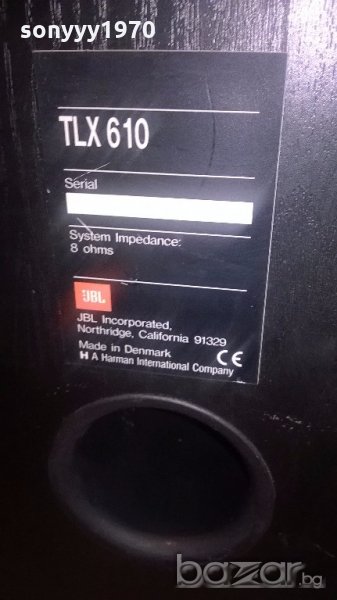 sonyyy1970
TLX 610
Serial
System Impedance:
8 ohms
JBL
JBL Incorporated,
Northridge, California 91329
Made in Denmark
CE
H A Harman International Company
bazar.bg